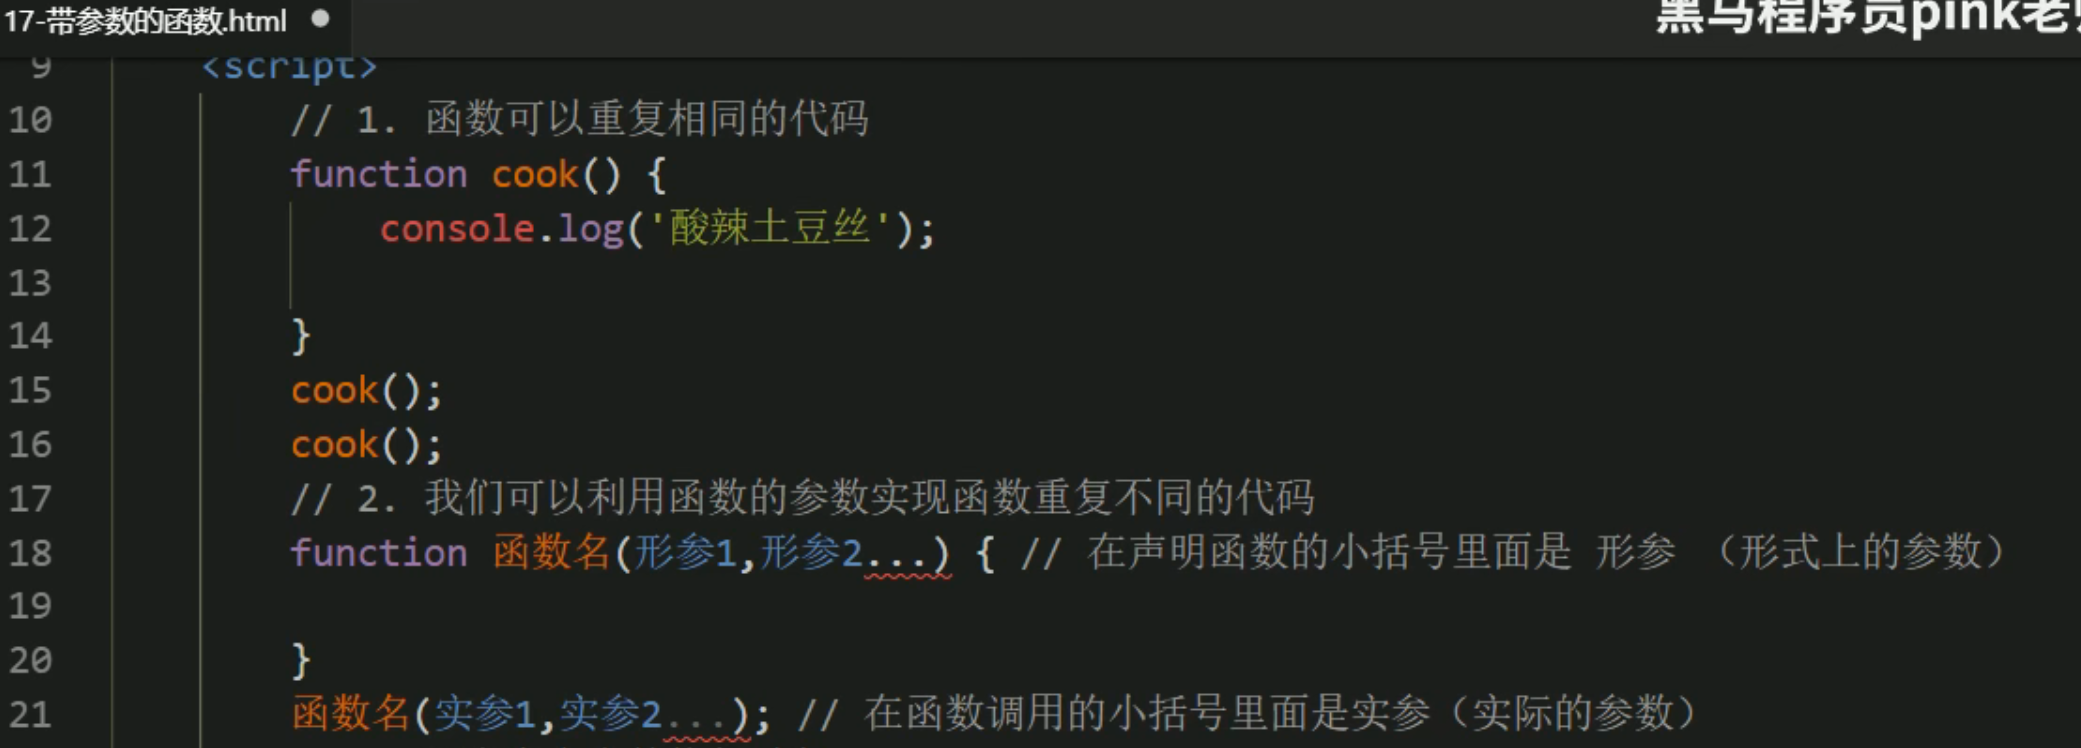 17-带参数的函数.html
黑马程序员pink老
9 <script>
10 // 1. 函数可以重复相同的代码
11 function cook() {
12 console.log('酸辣土豆丝');
13
14 }
15 cook();
16 cook();
17 // 2. 我们可以利用函数的参数实现函数重复不同的代码
18 function 函数名(形参1,形参2...) { // 在声明函数的小括号里面是 形参 （形式上的参数）
19
20 }
21 函数名(实参1,实参2...); // 在函数调用的小括号里面是实参（实际的参数）